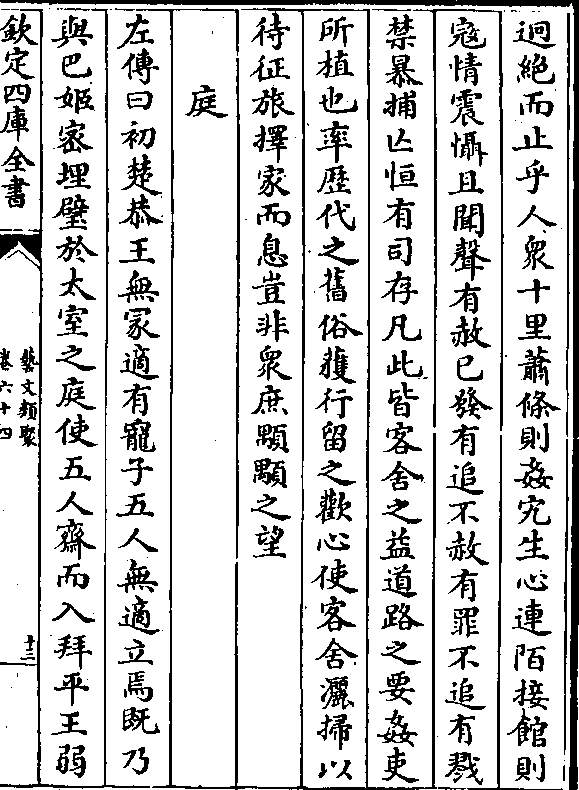 迥絶而止乎人衆十里蕭條則姦宄生心連陌接館則
寇情震懾且聞聲有赦已發有追不赦有罪不追有戮
禁暴捕亡恒有司存凡此皆客舍之益道路之要姦吏
所植也率歴代之舊俗獲行留之歡心使客舍灑掃以
待征旅擇家而息豈非衆庶顒顒之望
庭
左傳曰初楚恭王無冢適有寵子五人無適立焉旣乃
與巴姬宻埋璧於太室之庭使五人齋而入拜平王弱
欽定四庫全書
藝文類聚
卷六十四
十三